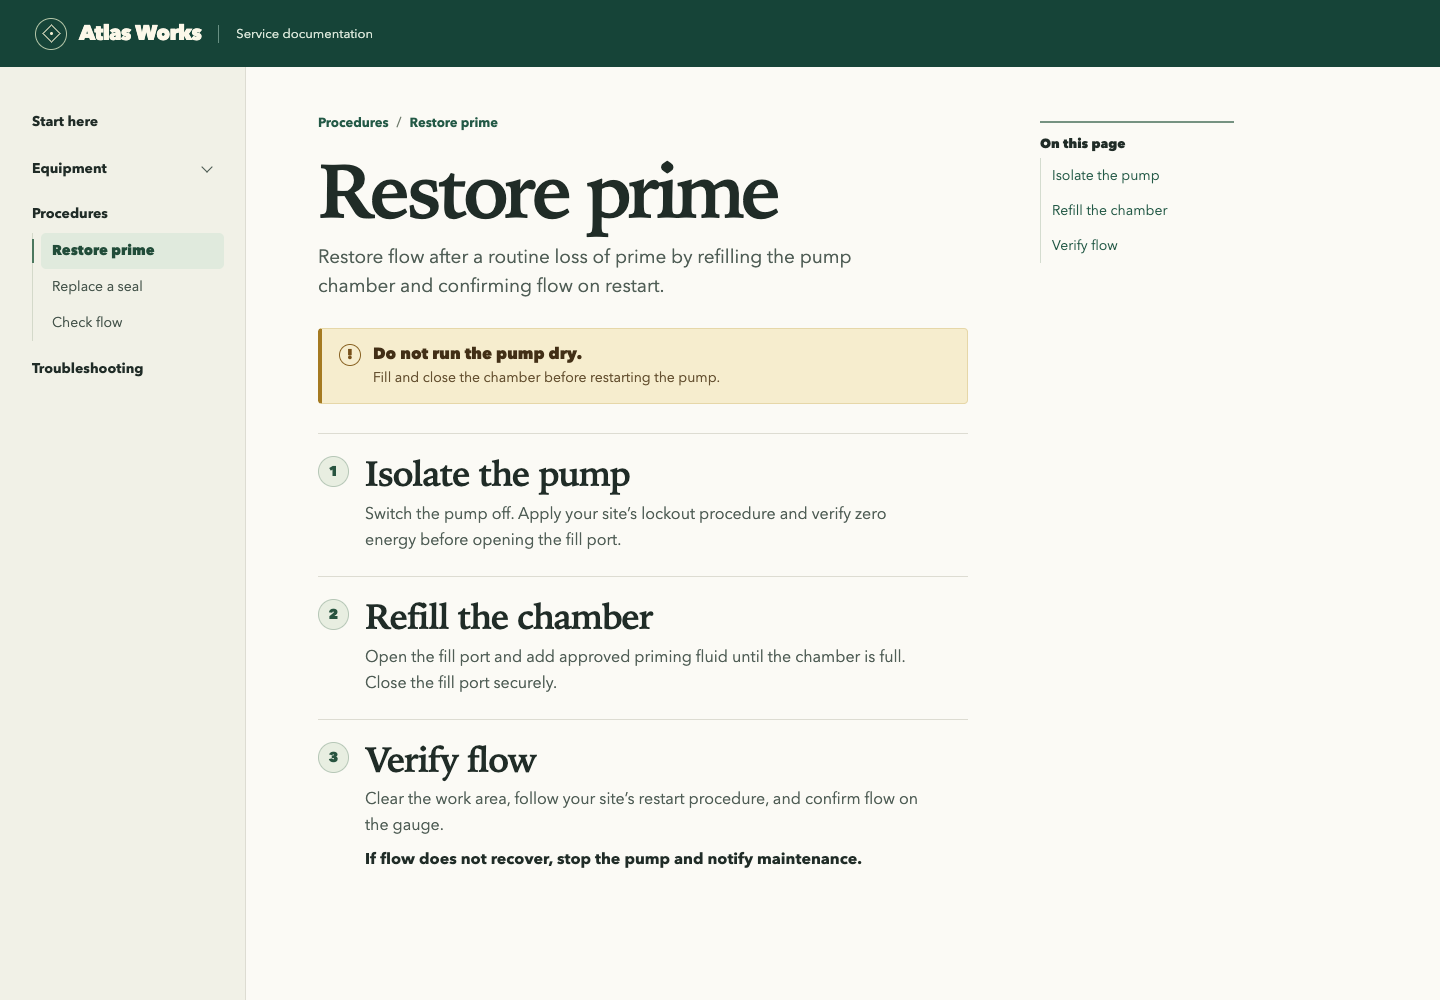 Atlas Works
Service documentation
Start here
Equipment
Procedures
Restore prime
Replace a seal
Check flow
Troubleshooting
Procedures / Restore prime
Restore prime
Restore flow after a routine loss of prime by refilling the pump
chamber and confirming flow on restart.
!
Do not run the pump dry.
Fill and close the chamber before restarting the pump.
1
Isolate the pump
Switch the pump off. Apply your site’s lockout procedure and verify zero
energy before opening the fill port.
2
Refill the chamber
Open the fill port and add approved priming fluid until the chamber is full.
Close the fill port securely.
3
Verify flow
Clear the work area, follow your site’s restart procedure, and confirm flow on
the gauge.
If flow does not recover, stop the pump and notify maintenance.
On this page
Isolate the pump
Refill the chamber
Verify flow